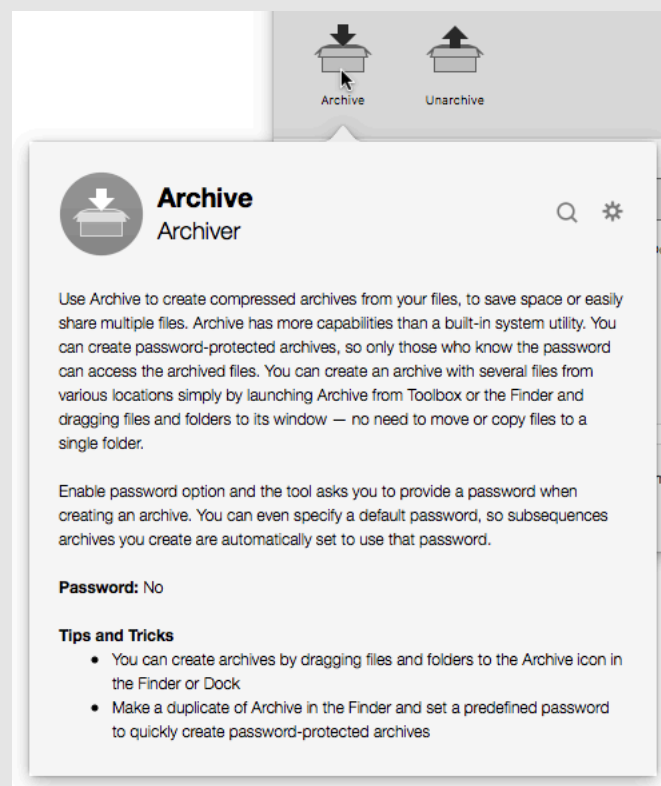 Archive Unarchive
Archive
Archiver
Use Archive to create compressed archives from your files, to save space or easily
share multiple files. Archive has more capabilities than a built-in system utility. You
can create password-protected archives, so only those who know the password
can access the archived files. You can create an archive with several files from
various locations simply by launching Archive from Toolbox or the Finder and
dragging files and folders to its window — no need to move or copy files to a
single folder.
Enable password option and the tool asks you to provide a password when
creating an archive. You can even specify a default password, so subsequences
archives you create are automatically set to use that password.
Password: No
Tips and Tricks
• You can create archives by dragging files and folders to the Archive icon in
the Finder or Dock
• Make a duplicate of Archive in the Finder and set a predefined password
to quickly create password-protected archives